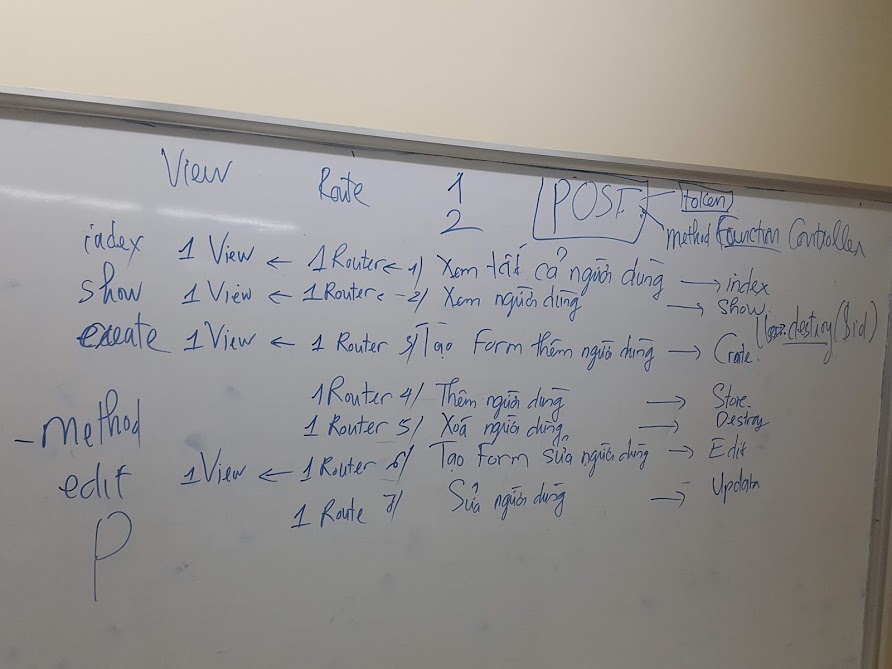 View Route 1 POST token
2 method Function Controller
index 1 View ← 1 Router ← 1/ Xem tất cả người dùng → index
show 1 View ← 1 Router ← 2/ Xem người dùng → show
destroy($id)
create 1 View ← 1 Router 3/ Tạo Form thêm người dùng → Crate
1 Router 4/ Thêm người dùng → Store
- method 1 Router 5/ Xoá người dùng → Destroy
edit 1 View ← 1 Router 6/ Tạo Form sửa người dùng → Edit
1 Route 7/ Sửa người dùng → Updata
P